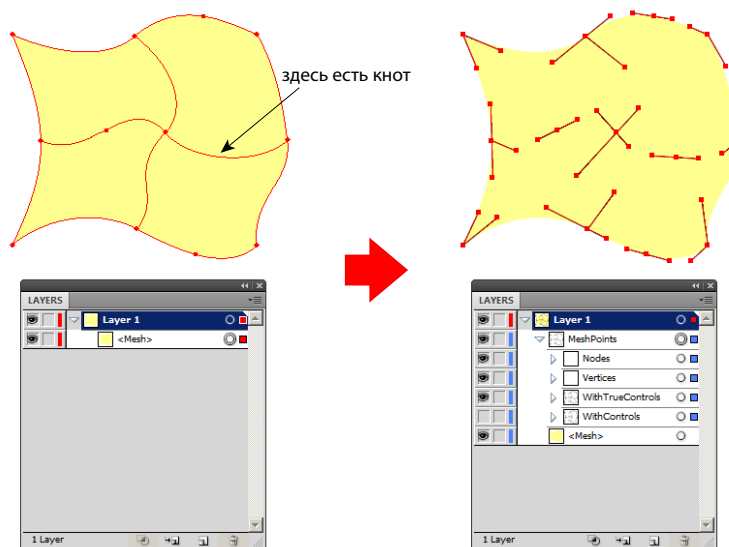 здесь есть кнот
LAYERS
Layer 1
<Mesh>
1 Layer
LAYERS
Layer 1
MeshPoints
Nodes
Vertices
WithTrueControls
WithControls
<Mesh>
1 Layer